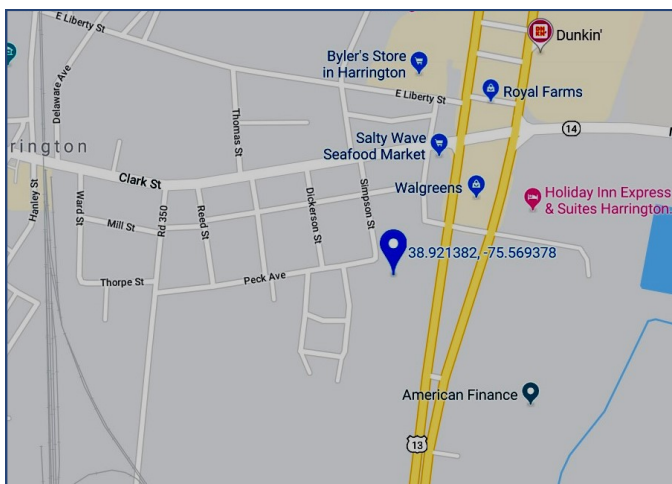 E Liberty St
Dunkin'
Byler's Store
in Harrington
Delaware Ave
Royal Farms
E Liberty St
Thomas St
14
Salty Wave
Seafood Market
rrington
Clark St
Walgreens
Holiday Inn Express
& Suites Harrington
Hanley St
Ward St
Rd 350
Reed St
Dickerson St
Simpson St
Mill St
38.921382, -75.569378
Thorpe St
Peck Ave
American Finance
13